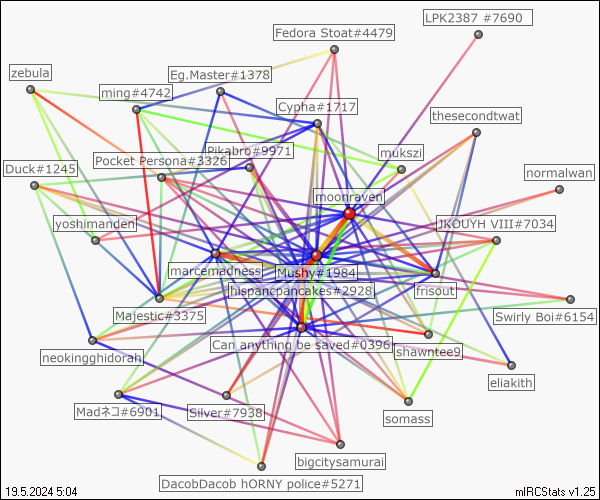 LPK2387 #7690
Fedora Stoat#4479
zebula
Eg.Master#1378
ming#4742
Cypha#1717
thesecondtwat
Pikabro#9971
mukszi
Pocket Persona#3326
Duck#1245
normalwan
moonraven
yoshimanden
JKOUYH VIII#7034
marcemadness
Mushy#1984
hispancpancakes#2928
frisout
Majestic#3375
Swirly Boi#6154
Can anything be saved#0396
shawntee9
neokingghidorah
eliakith
Madネコ#6901
Silver#7938
somass
bigcitysamurai
DacobDacob hORNY police#5271
19.5.2024 5:04
mIRCStats v1.25